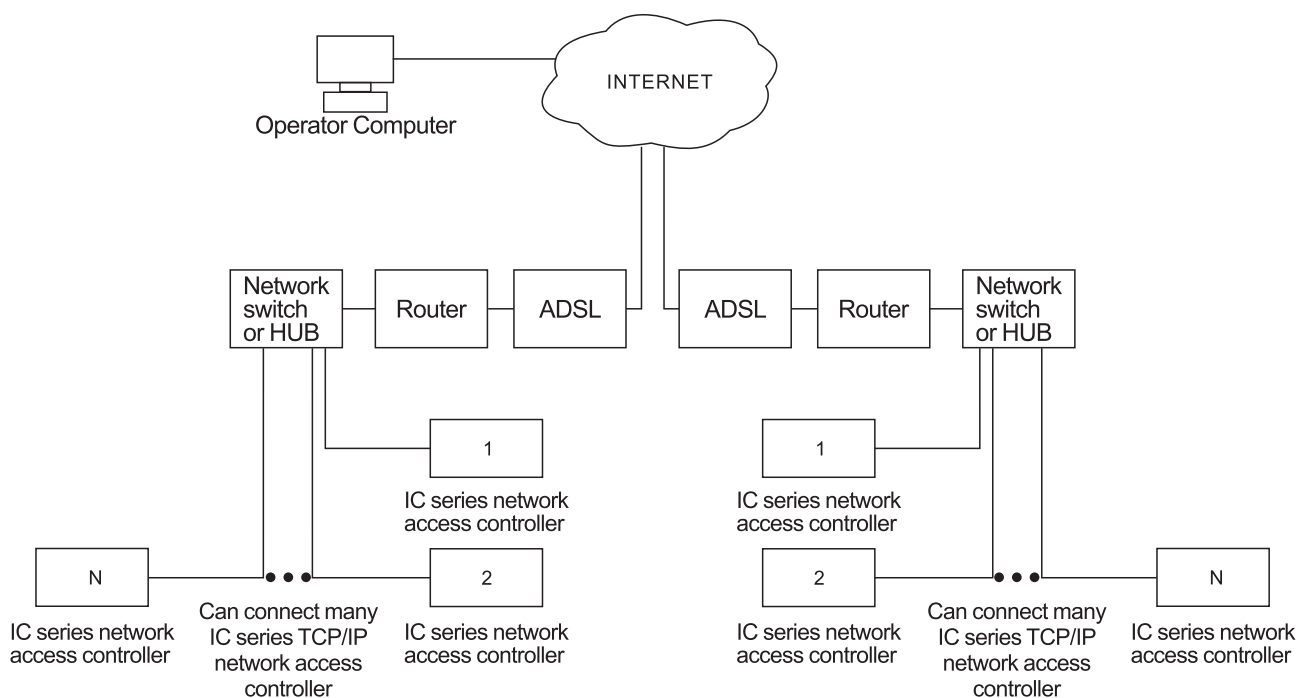 INTERNET
Operator Computer
Network
switch
or HUB
Router
ADSL
ADSL
Router
Network
switch
or HUB
1
IC series network
access controller
1
IC series network
access controller
N
IC series network
access controller
Can connect many
IC series TCP/IP
network access
controller
2
IC series network
access controller
2
IC series network
access controller
Can connect many
IC series TCP/IP
network access
controller
N
IC series network
access controller